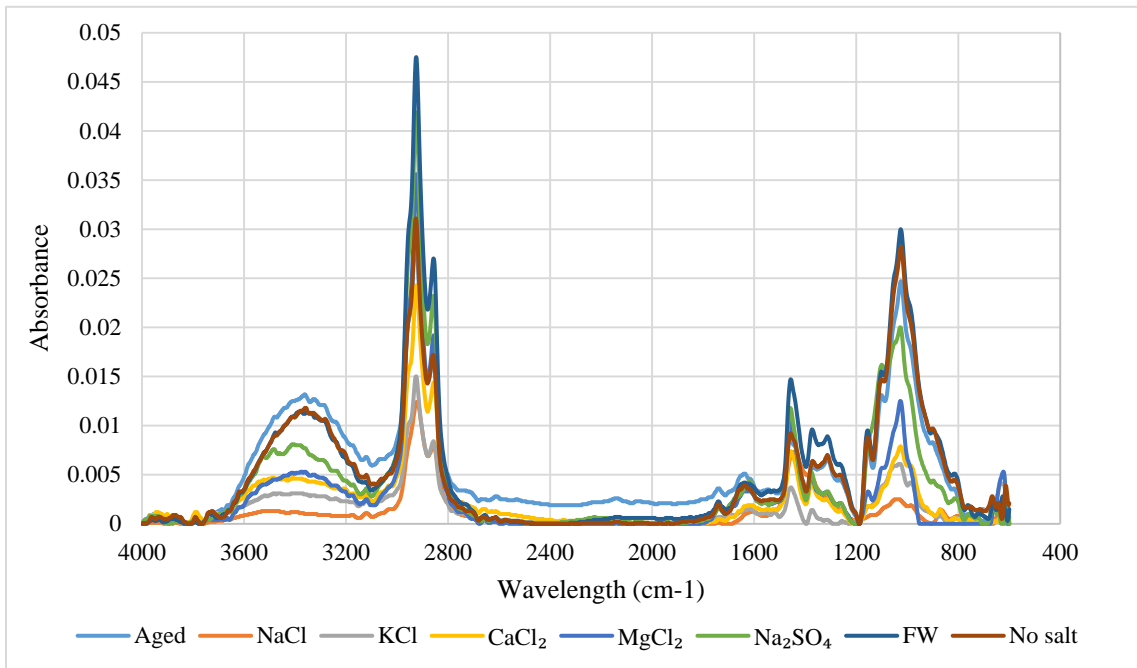 0.05
0.045
0.04
0.035
0.03
0.025
0.02
0.015
0.01
0.005
0
Absorbance
4000 3600 3200 2800 2400 2000 1600 1200 800 400
Wavelength (cm-1)
Aged NaCl KCl CaCl₂ MgCl₂ Na₂SO₄ FW No salt